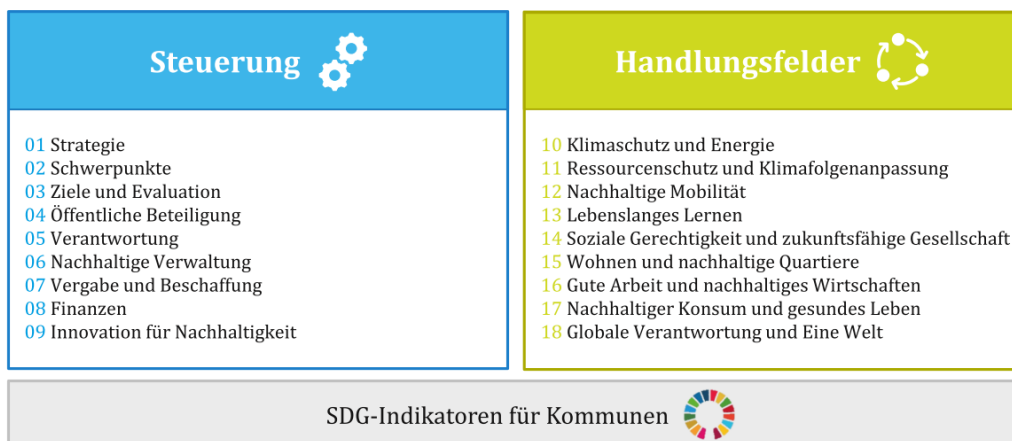 Steuerung
01 Strategie
02 Schwerpunkte
03 Ziele und Evaluation
04 Öffentliche Beteiligung
05 Verantwortung
06 Nachhaltige Verwaltung
07 Vergabe und Beschaffung
08 Finanzen
09 Innovation für Nachhaltigkeit
Handlungsfelder
10 Klimaschutz und Energie
11 Ressourcenschutz und Klimafolgenanpassung
12 Nachhaltige Mobilität
13 Lebenslanges Lernen
14 Soziale Gerechtigkeit und zukunftsfähige Gesellschaft
15 Wohnen und nachhaltige Quartiere
16 Gute Arbeit und nachhaltiges Wirtschaften
17 Nachhaltiger Konsum und gesundes Leben
18 Globale Verantwortung und Eine Welt
SDG-Indikatoren für Kommunen